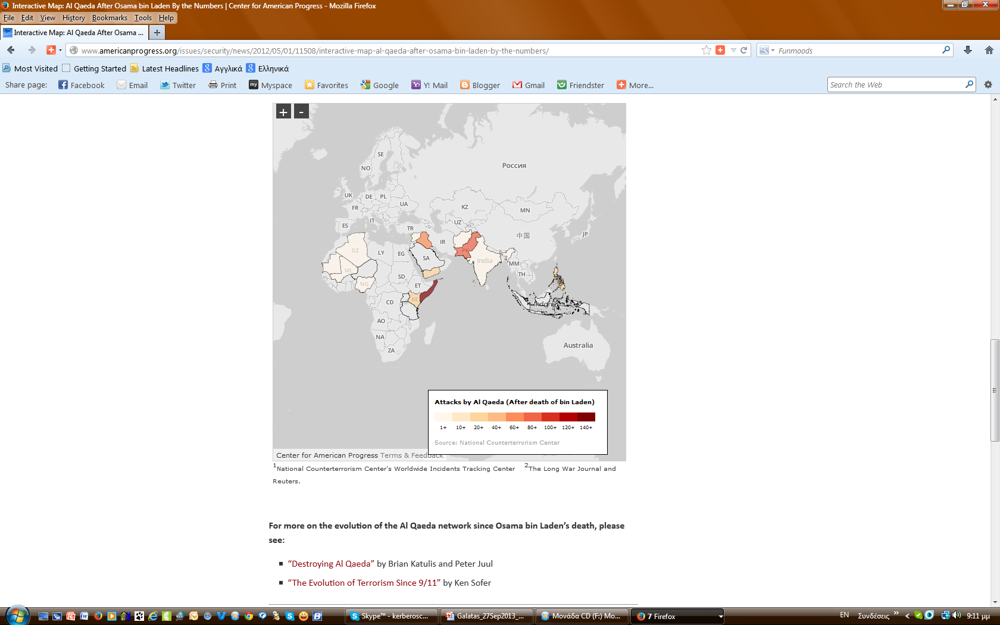 Interactive Map: Al Qaeda After Osama bin Laden By the Numbers | Center for American Progress - Mozilla Firefox
File Edit View History Bookmarks Tools Help
Interactive Map: Al Qaeda After Osama ... +
www.americanprogress.org/issues/security/news/2012/05/01/11508/interactive-map-al-qaeda-after-osama-bin-laden-by-the-numbers/ Funmoods
Most Visited Getting Started Latest Headlines Αγγλικά Ελληνικά
Share page: Facebook Email Twitter Print Myspace Favorites Google Y! Mail Blogger Gmail Friendster More... Search the Web
+ -
SE
Россия
NO
UK DE PL
UA
FR KZ MN
IT UZ
ES TR JP
中国
IR
DZ LY EG SA PK India
ML MM
TH
SD
NG ET
KE
CD Indonesia
AO
NA Australia
ZA
Attacks by Al Qaeda (After death of bin Laden)
1+ 10+ 20+ 40+ 60+ 80+ 100+ 120+ 140+
Source: National Counterterrorism Center
Center for American Progress Terms & Feedback
1National Counterterrorism Center's Worldwide Incidents Tracking Center 2The Long War Journal and
Reuters.
For more on the evolution of the Al Qaeda network since Osama bin Laden’s death, please
see:
“Destroying Al Qaeda” by Brian Katulis and Peter Juul
“The Evolution of Terrorism Since 9/11” by Ken Sofer
Skype™ - kerberosc... Galatas_27Sep2013_... Μονάδα CD (F:) Mo... 7 Firefox EN Συνδέσεις » 9:11 μμ